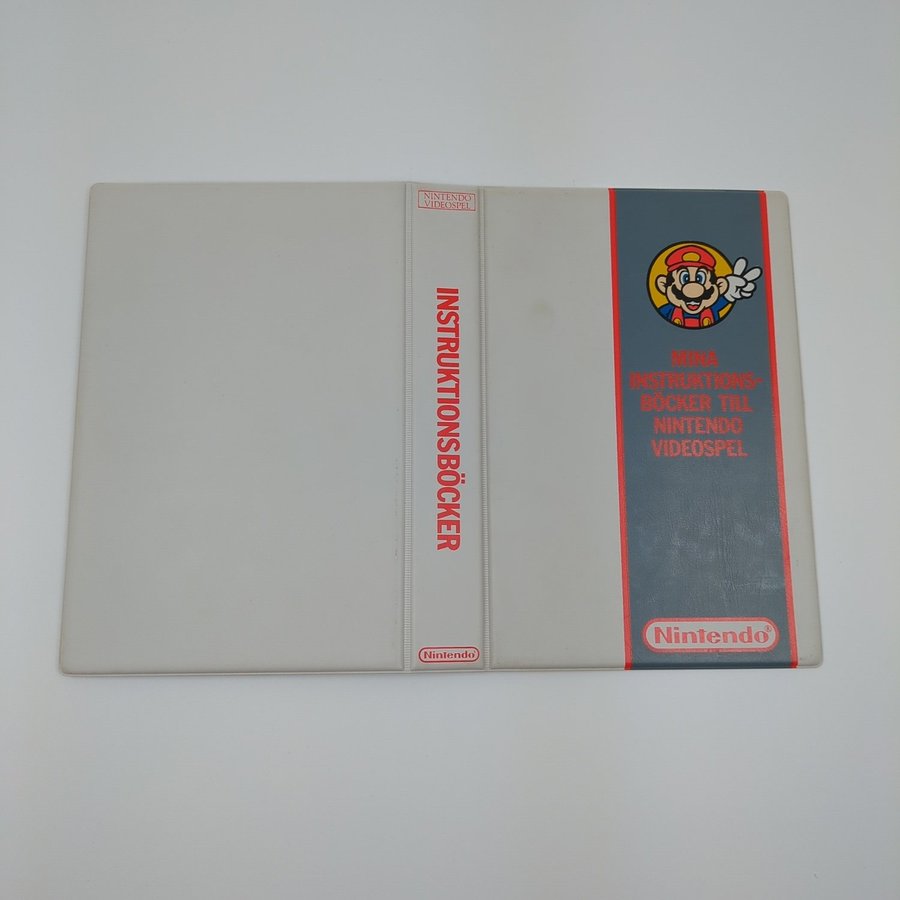 NINTENDO
VIDEOSPEL
INSTRUKTIONSBÖCKER
Nintendo®
MINA
INSTRUKTIONS-
BÖCKER TILL
NINTENDO
VIDEOSPEL
Nintendo®